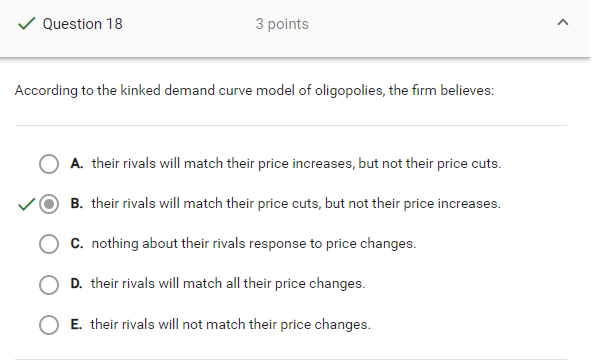 Question 18 3 points
According to the kinked demand curve model of oligopolies, the firm believes:
A. their rivals will match their price increases, but not their price cuts.
B. their rivals will match their price cuts, but not their price increases.
C. nothing about their rivals response to price changes.
D. their rivals will match all their price changes.
E. their rivals will not match their price changes.